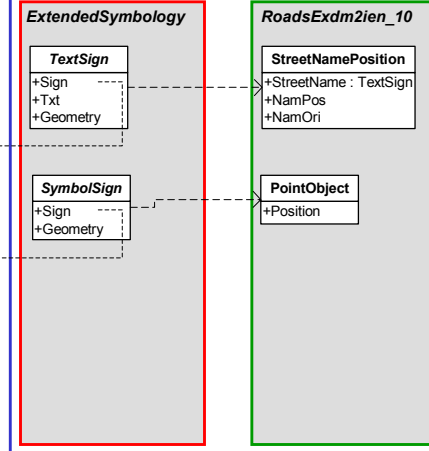 ExtendedSymbology
TextSign
+Sign
+Txt
+Geometry
SymbolSign
+Sign
+Geometry
RoadsExdm2ien_10
StreetNamePosition
+StreetName : TextSign
+NamPos
+NamOri
PointObject
+Position